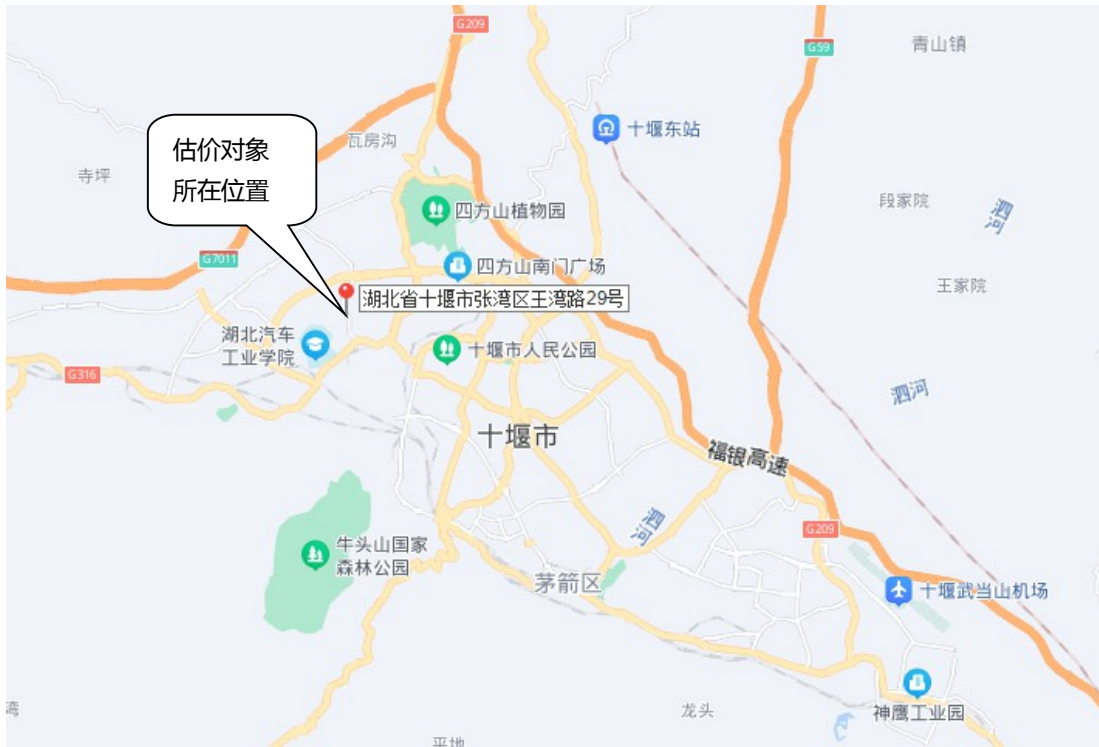 G209
G59
青山镇
估价对象
所在位置
瓦房沟
十堰东站
寺坪
四方山植物园
段家院
泗河
G7011
四方山南门广场
王家院
湖北省十堰市张湾区王湾路29号
湖北汽车
工业学院
十堰市人民公园
G316
泗河
十堰市
福银高速
泗河
G209
牛头山国家
森林公园
茅箭区
十堰武当山机场
龙头
神鹰工业园
湾
平地